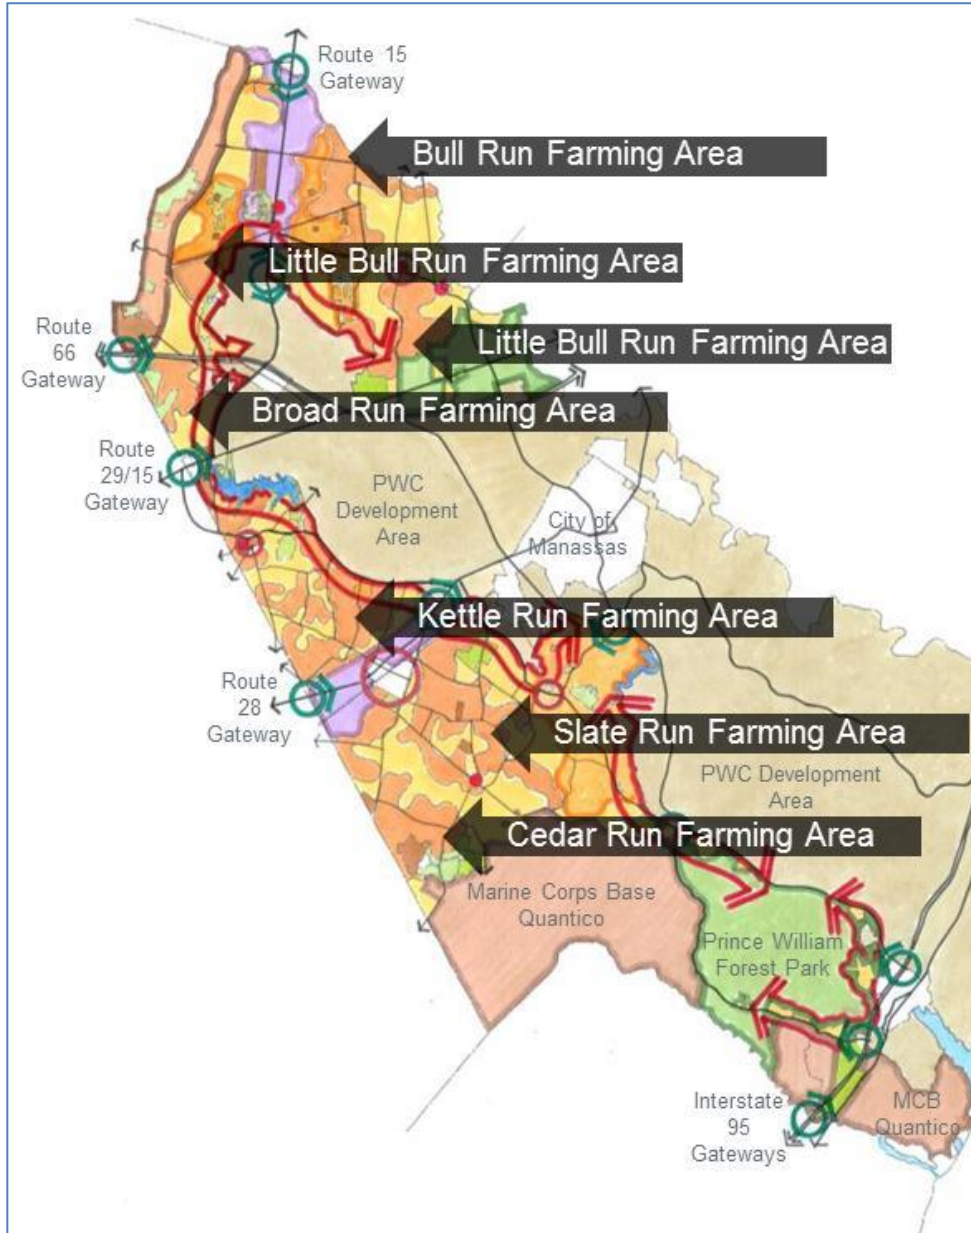 Route 15
Gateway
Bull Run Farming Area
Little Bull Run Farming Area
Route
66
Gateway
Little Bull Run Farming Area
Broad Run Farming Area
Route
29/15
Gateway
PWC
Development
Area
City of
Manassas
Kettle Run Farming Area
Route
28
Gateway
Slate Run Farming Area
PWC Development
Area
Cedar Run Farming Area
Marine Corps Base
Quantico
Prince William
Forest Park
Interstate
95
Gateways
MCB
Quantico